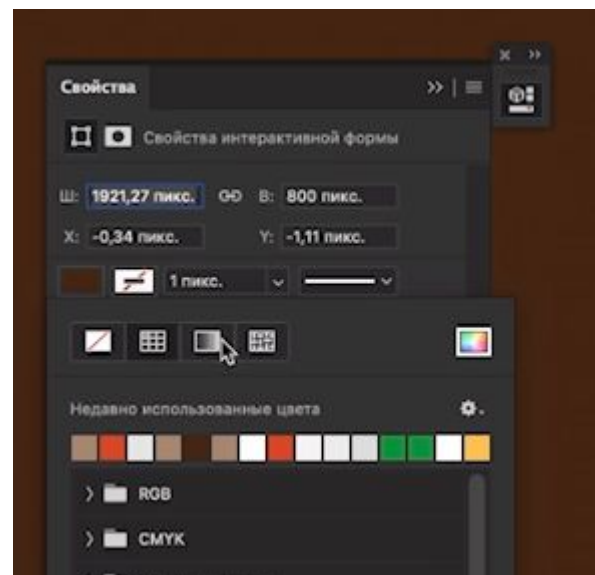 Свойства
Свойства интерактивной формы
Ш: 1921,27 пикс. В: 800 пикс.
X: -0,34 пикс. Y: -1,11 пикс.
1 пикс.
Недавно использованные цвета
RGB
CMYK